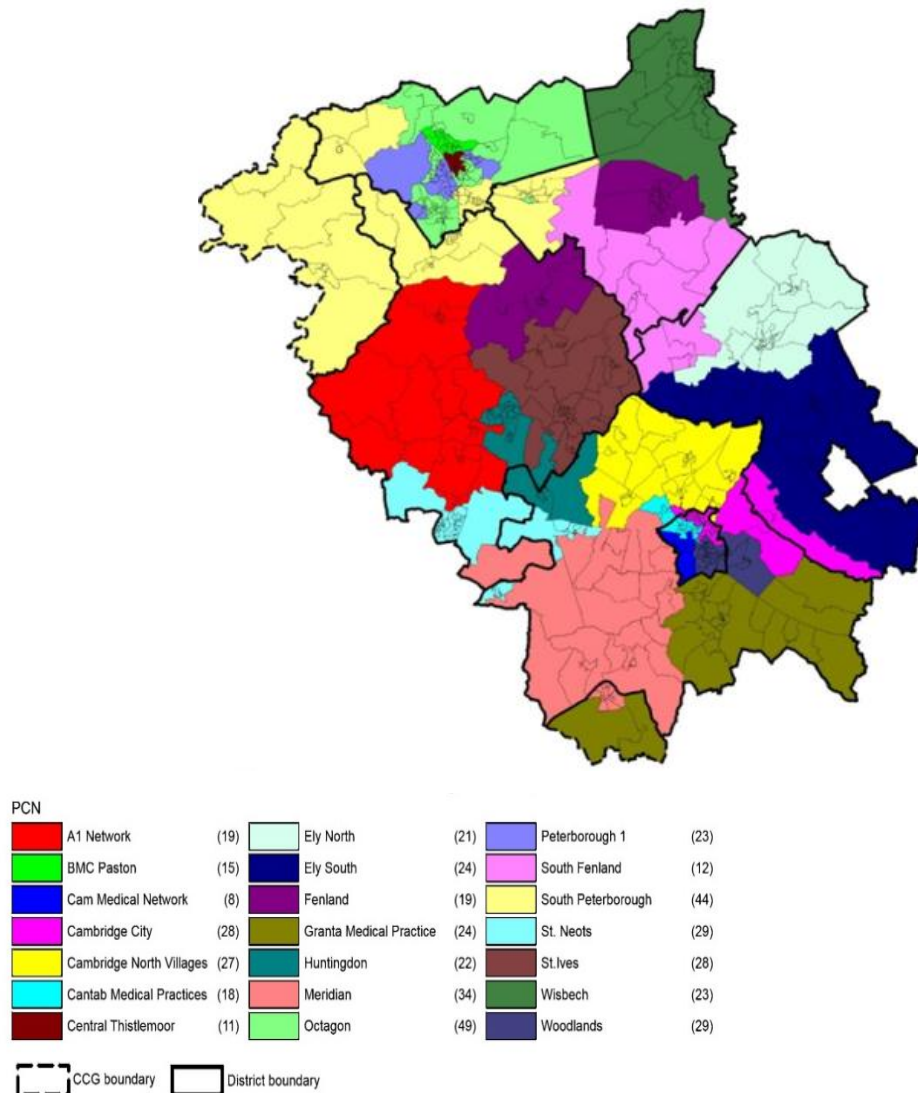 PCN
A1 Network (19) Ely North (21) Peterborough 1 (23)
BMC Paston (15) Ely South (24) South Fenland (12)
Cam Medical Network (8) Fenland (19) South Peterborough (44)
Cambridge City (28) Granta Medical Practice (24) St. Neots (29)
Cambridge North Villages (27) Huntingdon (22) St.Ives (28)
Cantab Medical Practices (18) Meridian (34) Wisbech (23)
Central Thistlemoor (11) Octagon (49) Woodlands (29)
CCG boundary District boundary